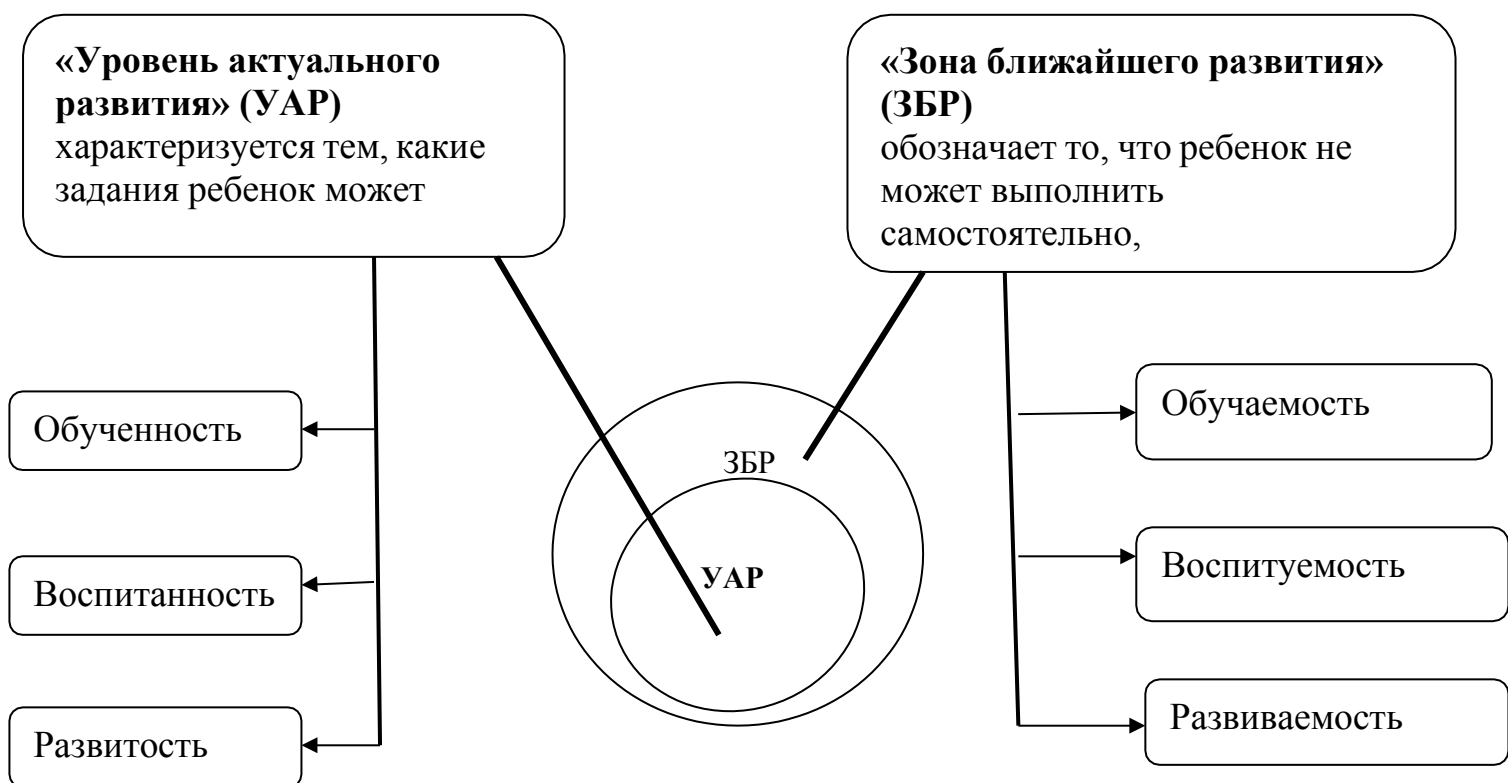 «Уровень актуального
развития» (УАР)
характеризуется тем, какие
задания ребенок может
«Зона ближайшего развития»
(ЗБР)
обозначает то, что ребенок не
может выполнить
самостоятельно,
Обученность
Воспитанность
Развитость
ЗБР
УАР
Обучаемость
Воспитуемость
Развиваемость